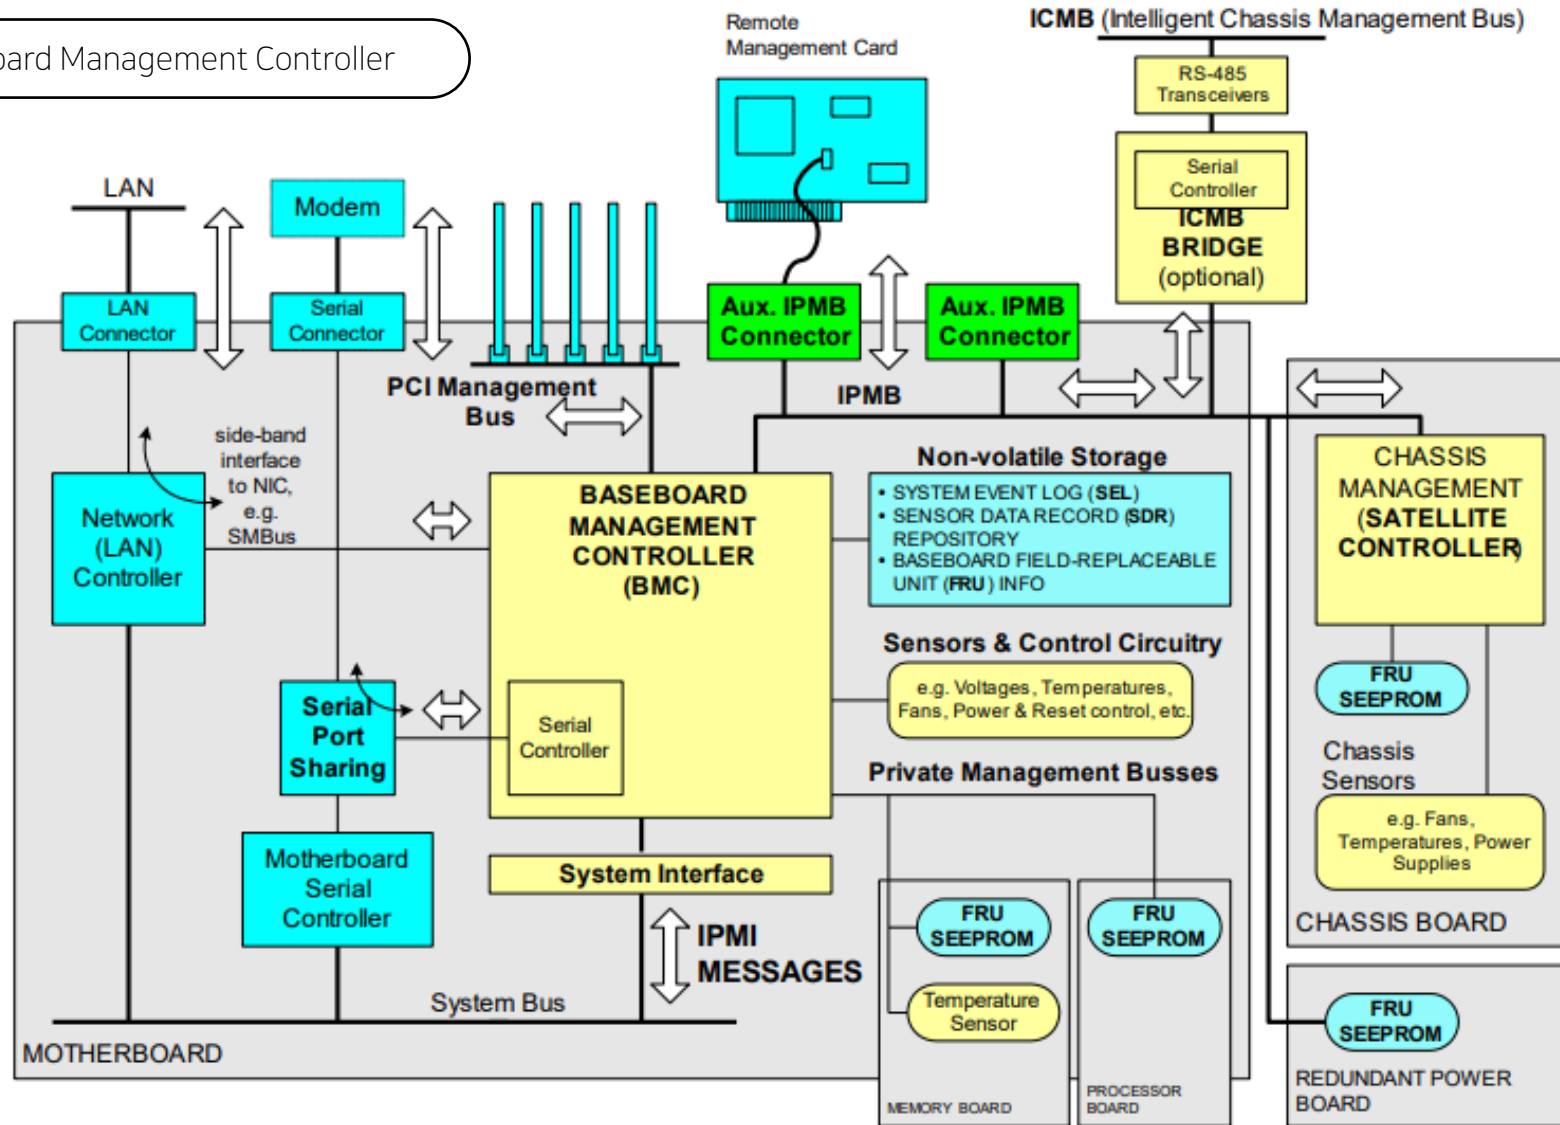 Management Controller
Remote
Management Card
ICMB (Intelligent Chassis Management Bus)
RS-485
Transceivers
Serial
Controller
ICMB
BRIDGE
(optional)
LAN
Modem
LAN
Connector
Serial
Connector
Aux. IPMB
Connector
Aux. IPMB
Connector
PCI Management
Bus
IPMB
side-band
interface
to NIC,
e.g.
SMBus
Network
(LAN)
Controller
BASEBOARD
MANAGEMENT
CONTROLLER
(BMC)
Non-volatile Storage
• SYSTEM EVENT LOG (SEL)
• SENSOR DATA RECORD (SDR)
REPOSITORY
• BASEBOARD FIELD-REPLACEABLE
UNIT (FRU) INFO
CHASSIS
MANAGEMENT
(SATELLITE
CONTROLLER)
Sensors & Control Circuitry
e.g. Voltages, Temperatures,
Fans, Power & Reset control, etc.
FRU
SEEPROM
Serial
Port
Sharing
Serial
Controller
Private Management Busses
Chassis
Sensors
e.g. Fans,
Temperatures, Power
Supplies
Motherboard
Serial
Controller
System Interface
IPMI
MESSAGES
FRU
SEEPROM
FRU
SEEPROM
CHASSIS BOARD
Temperature
Sensor
System Bus
FRU
SEEPROM
MOTHERBOARD
MEMORY BOARD
PROCESSOR
BOARD
REDUNDANT POWER
BOARD